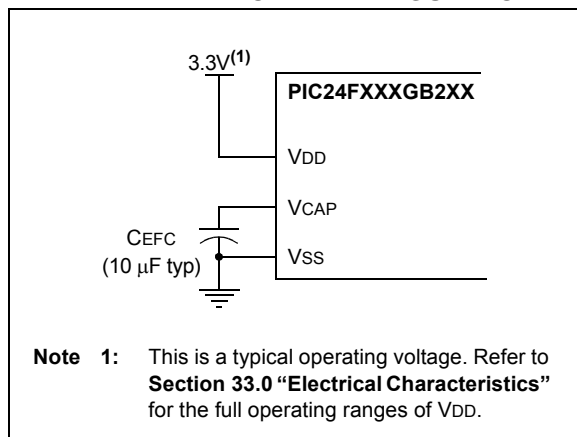 3.3V(1)
PIC24FXXXGB2XX
VDD
VCAP
CEFC
(10 μF typ)
VSS
Note 1: This is a typical operating voltage. Refer to
Section 33.0 “Electrical Characteristics”
for the full operating ranges of VDD.